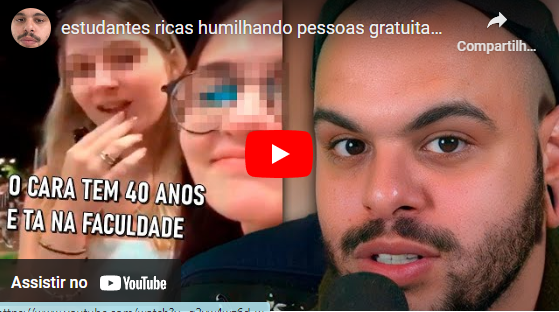 estudantes ricas humilhando pessoas gratuita...
Compartilh...
O CARA TEM 40 ANOS
E TA NA FACULDADE
Assistir no YouTube